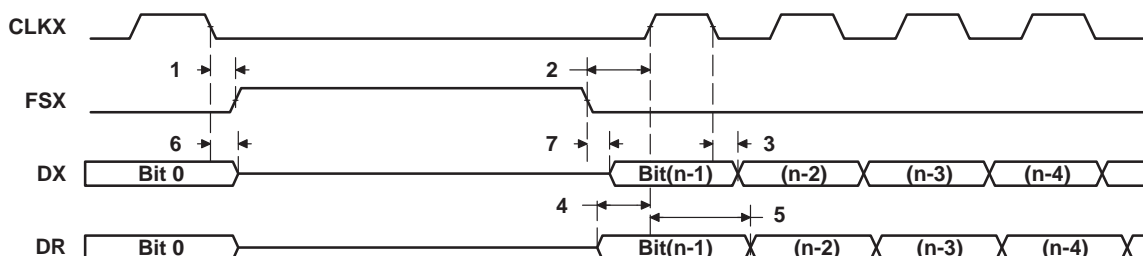 CLKX
1 2
FSX
6 7 3
DX Bit 0 Bit(n-1) (n-2) (n-3) (n-4)
4 5
DR Bit 0 Bit(n-1) (n-2) (n-3) (n-4)